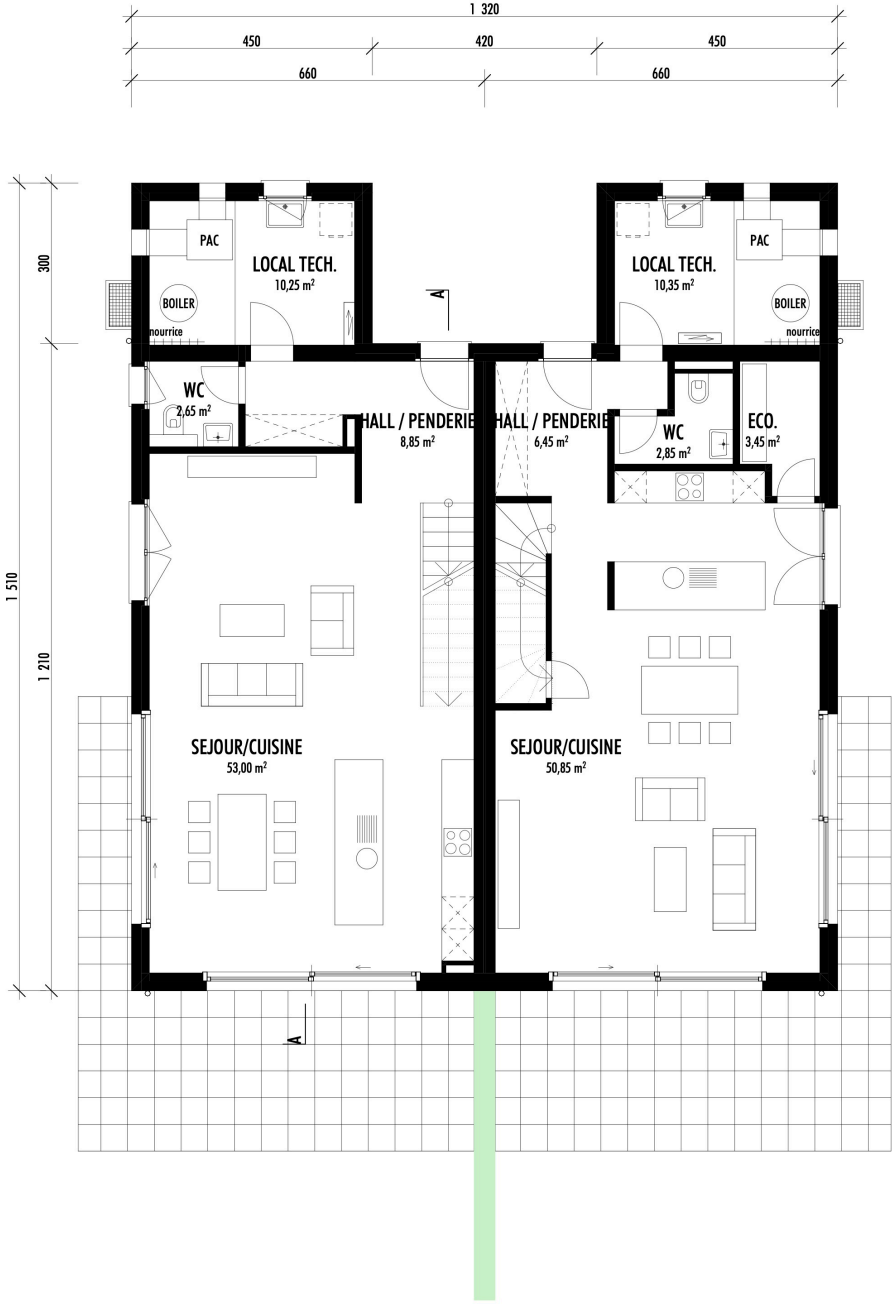 1 320
450
420
450
660
660
300
1 510
1 210
PAC
LOCAL TECH.
10,25 m²
BOILER
nourrice
A
PAC
LOCAL TECH.
10,35 m²
BOILER
nourrice
WC
2,65 m²
HALL / PENDERIE
8,85 m²
HALL / PENDERIE
6,45 m²
WC
2,85 m²
ECO.
3,45 m²
SEJOUR/CUISINE
53,00 m²
SEJOUR/CUISINE
50,85 m²
A